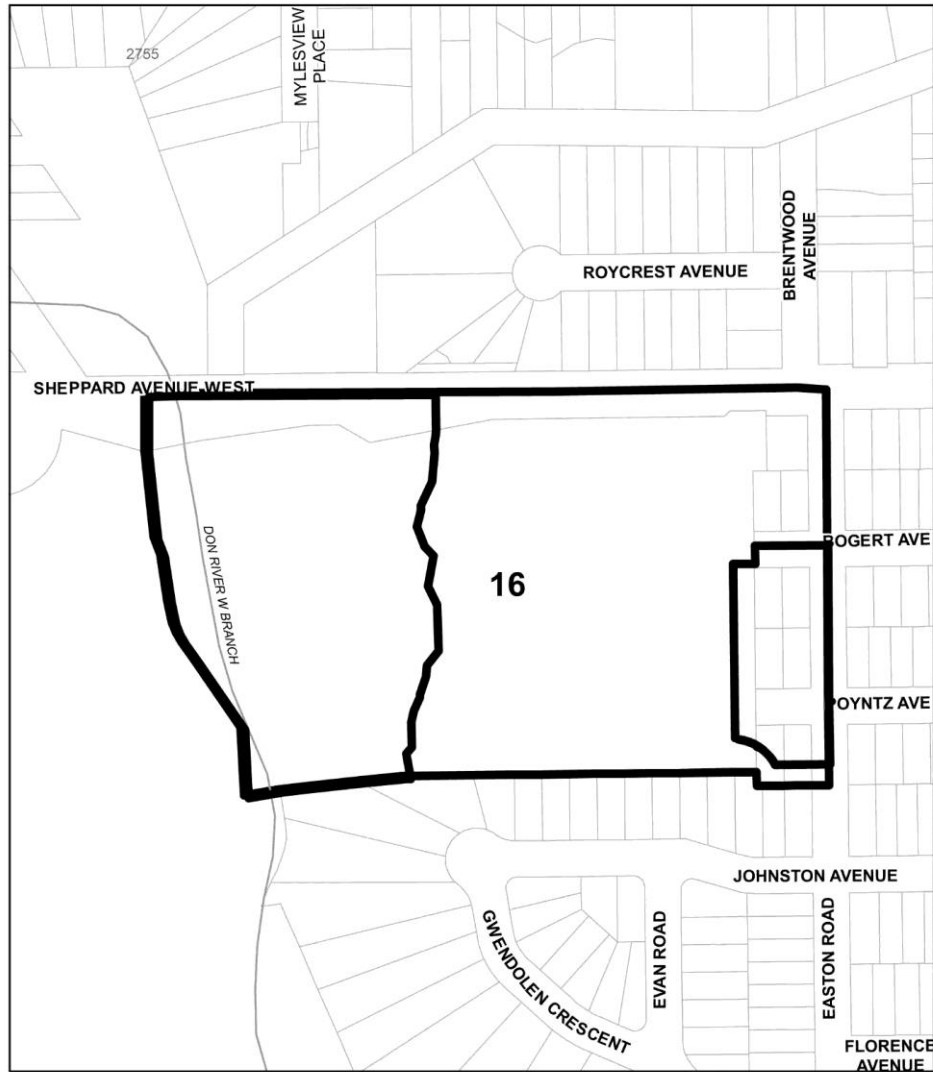 2755
MYLESVIEW
PLACE
BRENTWOOD
AVENUE
ROYCREST AVENUE
SHEPPARD AVENUE WEST
BOGERT AVE
DON RIVER W BRANCH
16
POYNTZ AVE
JOHNSTON AVENUE
GWENDOLEN CRESCENT
EVAN ROAD
EASTON ROAD
FLORENCE
AVENUE